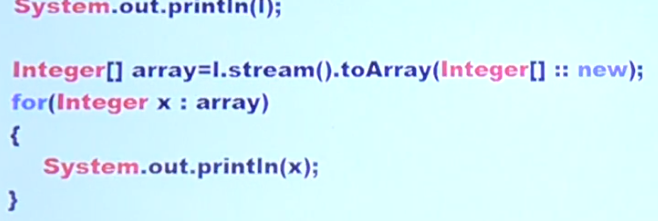 System.out.println(l);
Integer[] array=l.stream().toArray(Integer[] :: new);
for(Integer x : array)
{
System.out.println(x);
}